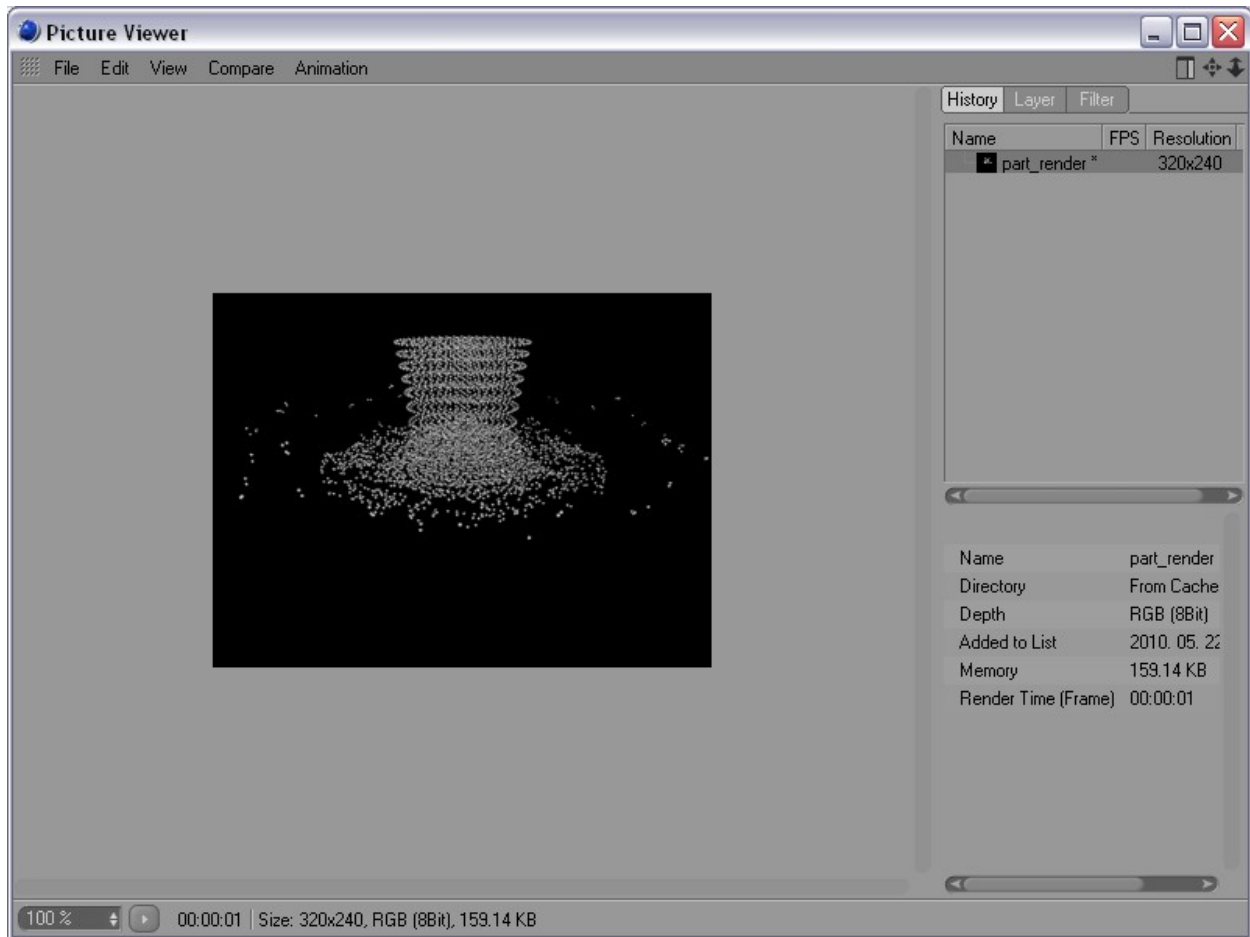 Picture Viewer
File Edit View Compare Animation
History Layer Filter
Name FPS Resolution
part_render * 320x240
Name part_render
Directory From Cache
Depth RGB (8Bit)
Added to List 2010. 05. 22
Memory 159.14 KB
Render Time (Frame) 00:00:01
100 % 00:00:01 Size: 320x240, RGB (8Bit), 159.14 KB